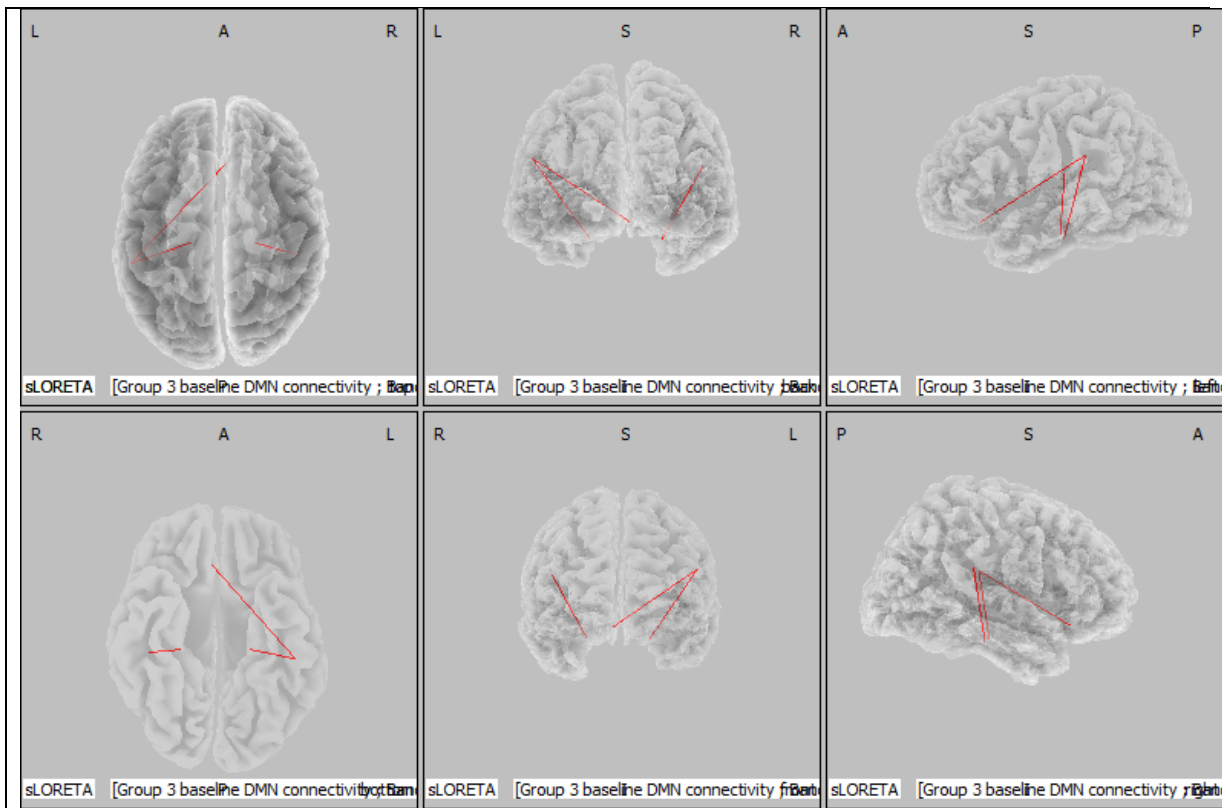 L A R
L S R
A S P
sLORETA [Group 3 baseline DMN connectivity ;
sLORETA [Group 3 baseline DMN connectivity ;
sLORETA [Group 3 baseline DMN connectivity ;
R A L
R S L
P S A
sLORETA [Group 3 baseline DMN connectivity ;
sLORETA [Group 3 baseline DMN connectivity ;
sLORETA [Group 3 baseline DMN connectivity ;